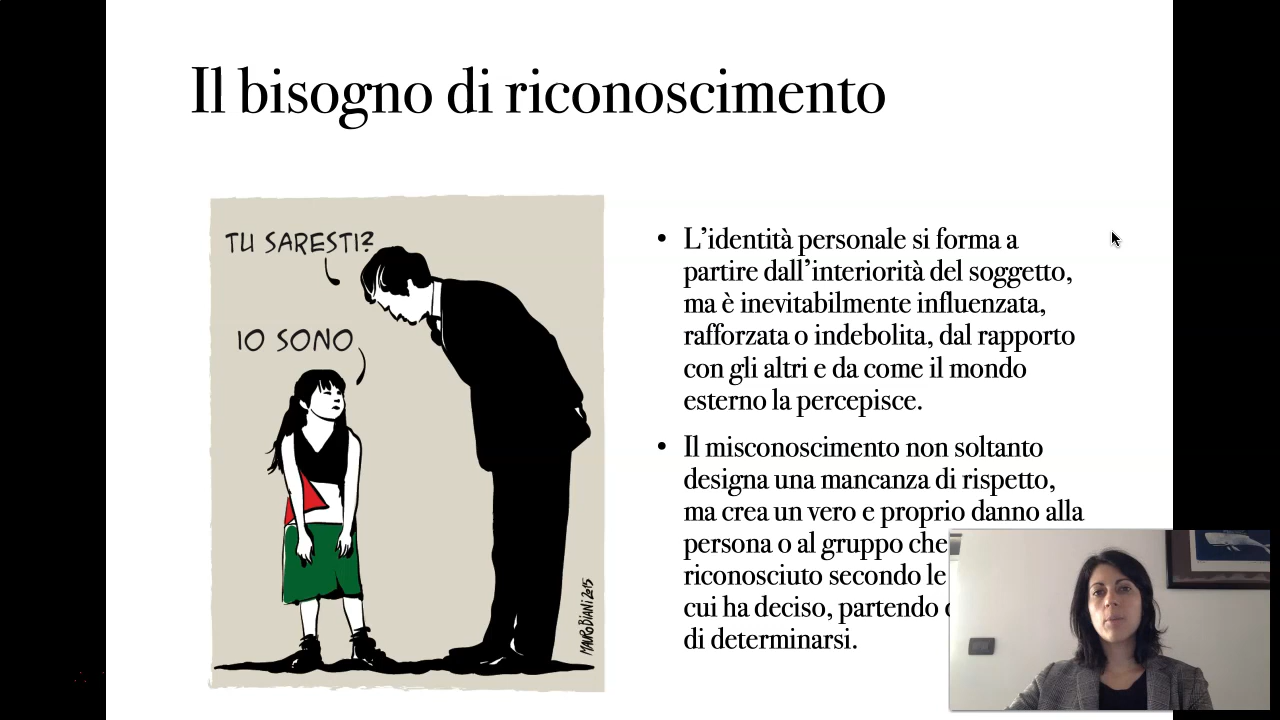 Il bisogno di riconoscimento
TU SARESTI?
IO SONO
MAURO BIANI 2015
• L’identità personale si forma a
partire dall’interiorità del soggetto,
ma è inevitabilmente influenzata,
rafforzata o indebolita, dal rapporto
con gli altri e da come il mondo
esterno la percepisce.
• Il misconoscimento non soltanto
designa una mancanza di rispetto,
ma crea un vero e proprio danno alla
persona o al gruppo che
riconosciuto secondo le
cui ha deciso, partendo
di determinarsi.